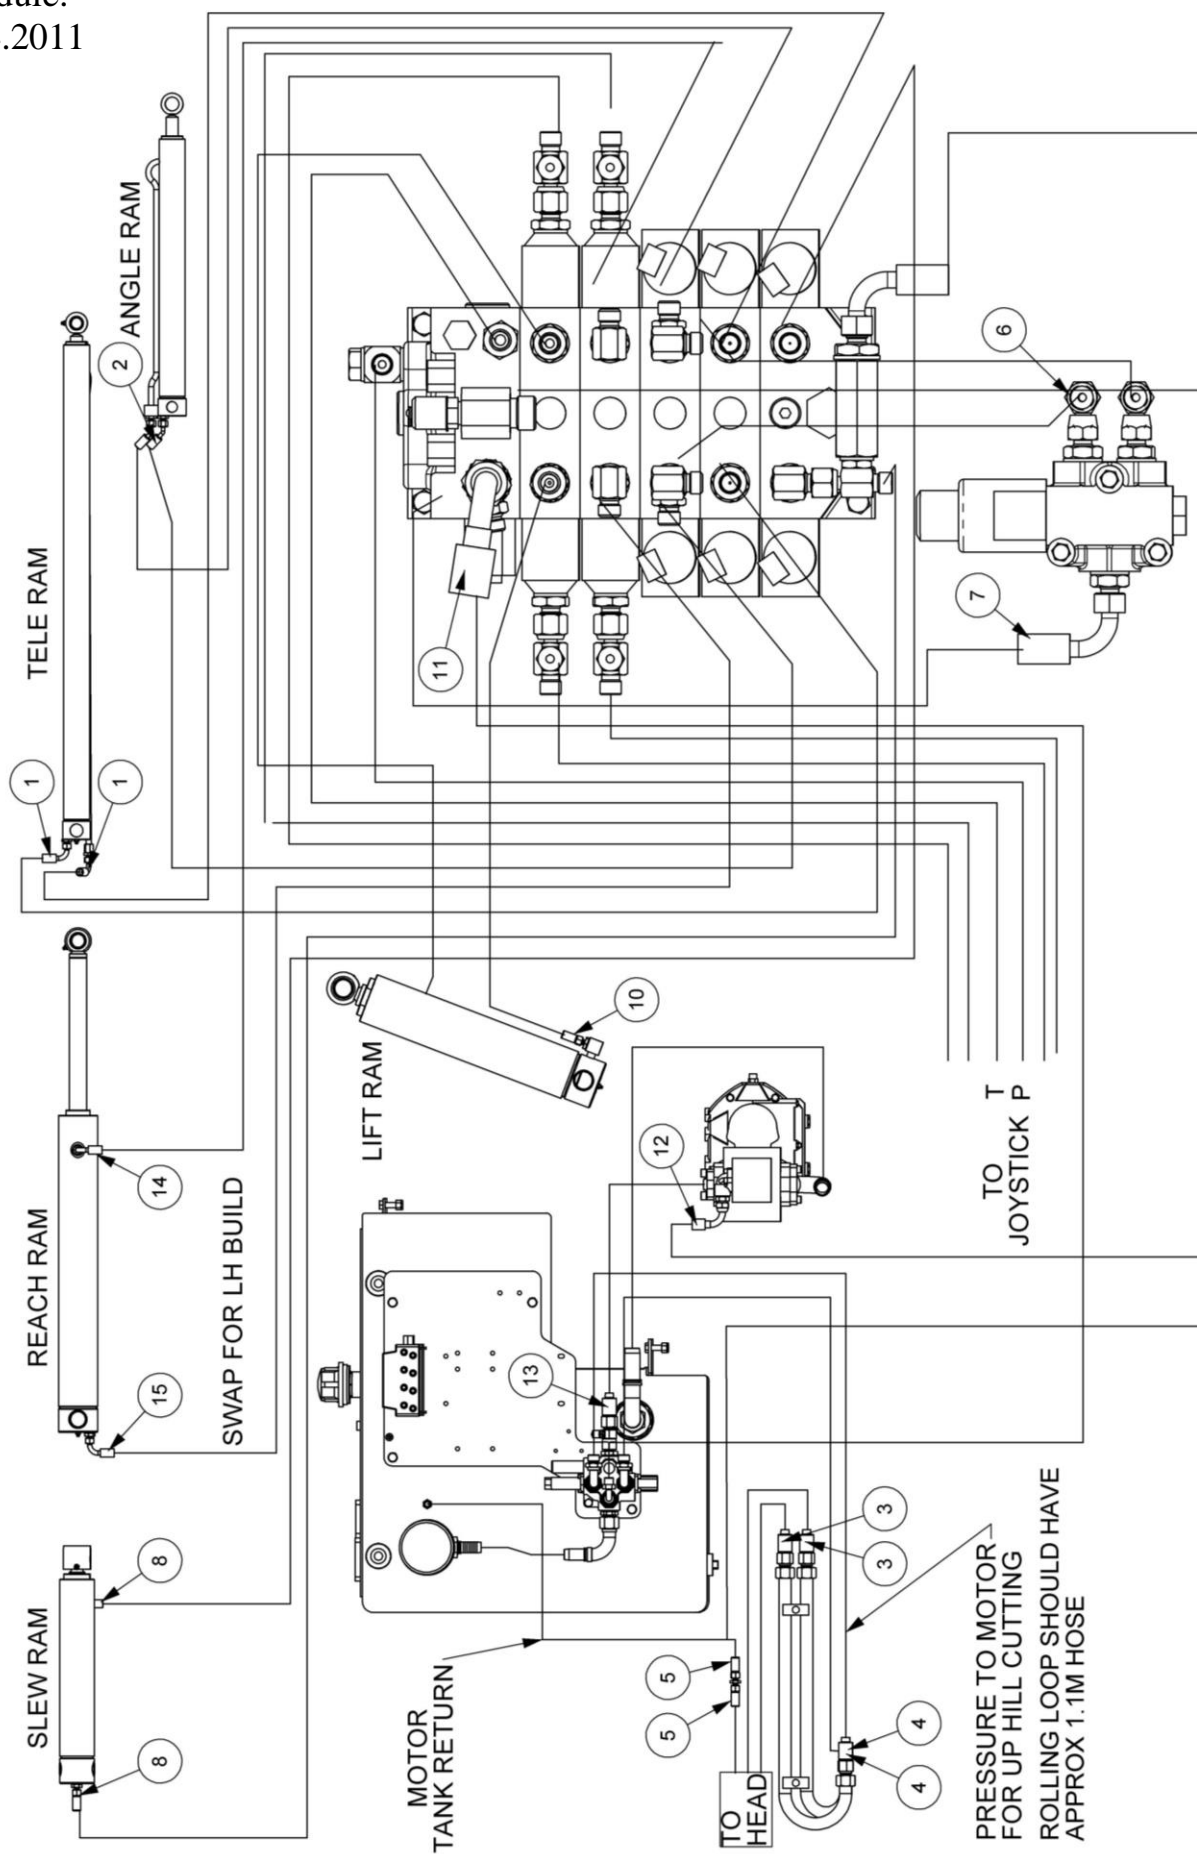 dule.
.2011
ANGLE RAM
2
TELE RAM
1
1
REACH RAM
14
15
SWAP FOR LH BUILD
SLEW RAM
8
8
LIFT RAM
10
11
6
7
12
13
TO
JOYSTICK
T
P
MOTOR
TANK RETURN
5
5
TO
HEAD
3
3
4
4
PRESSURE TO MOTOR
FOR UP HILL CUTTING
ROLLING LOOP SHOULD HAVE
APPROX 1.1M HOSE